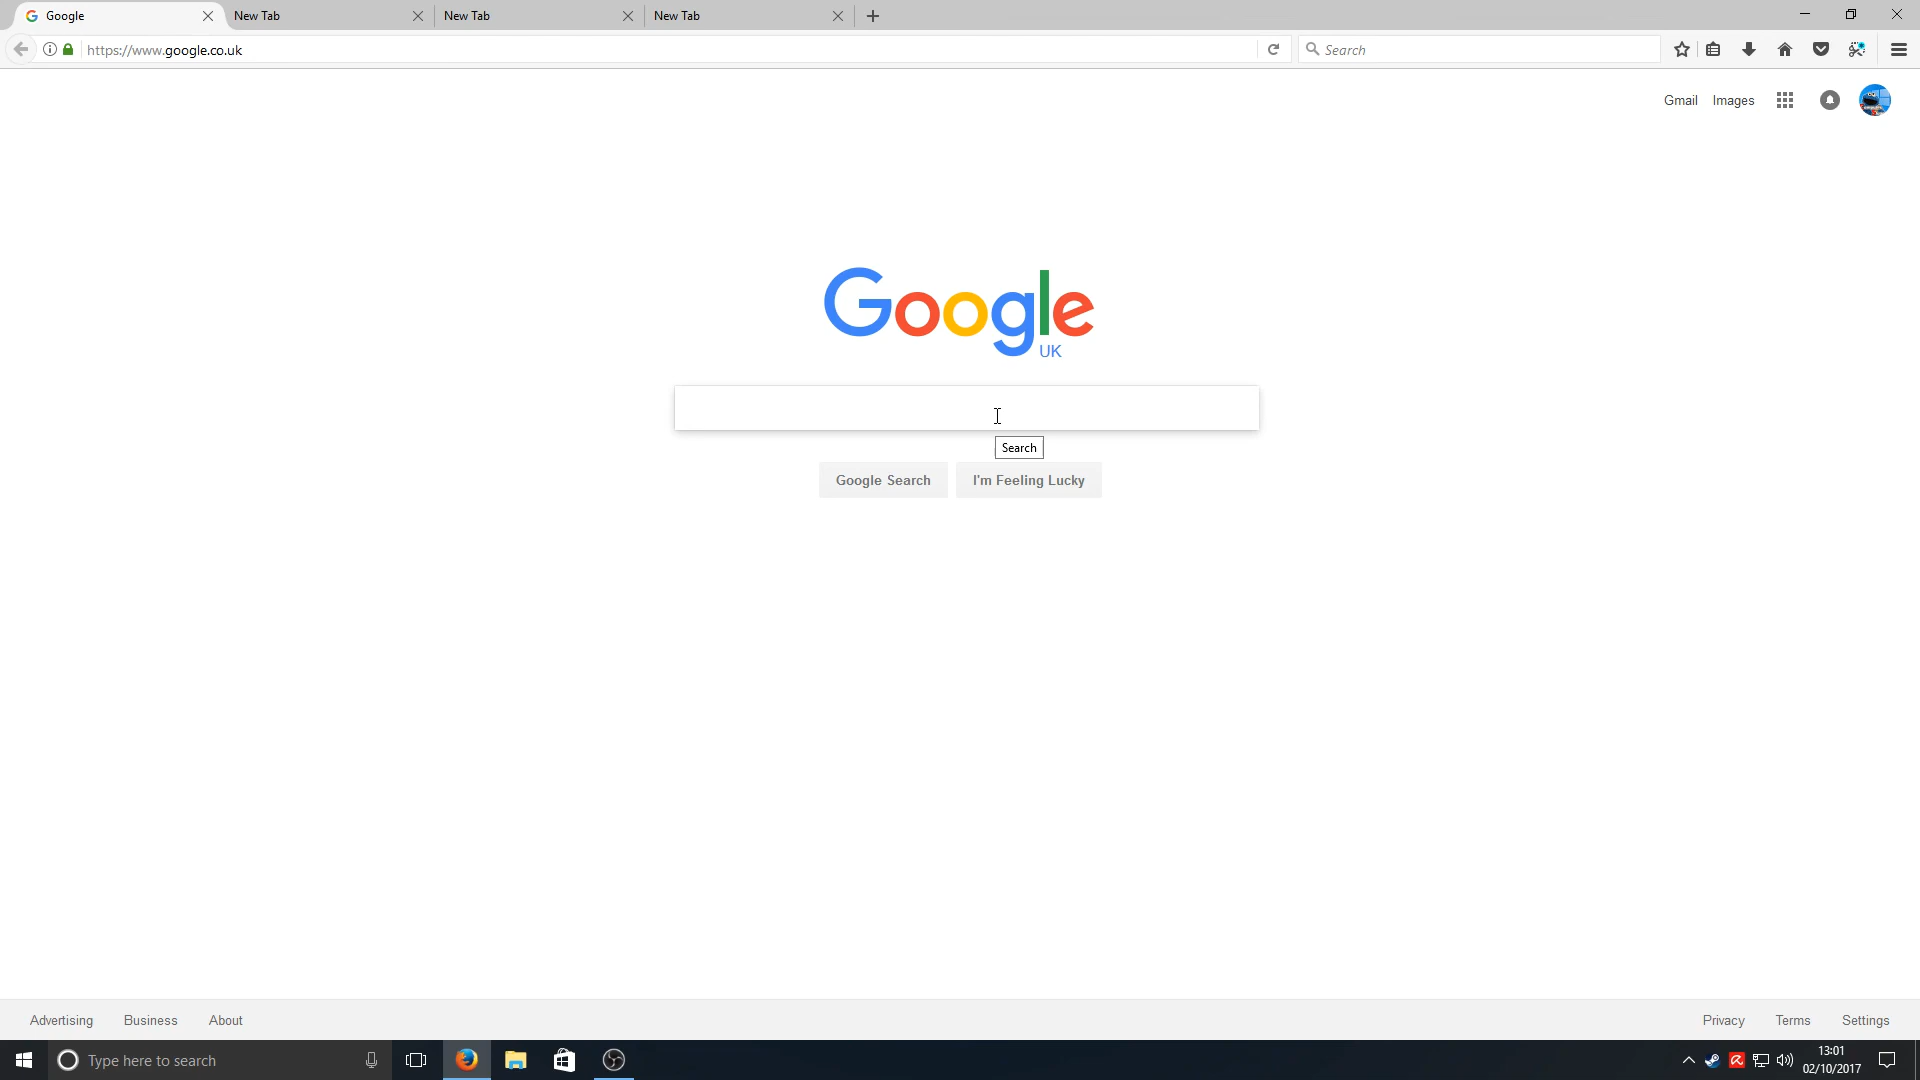 Google
New Tab
New Tab
New Tab
https://www.google.co.uk
Search
Gmail
Images
Google
UK
Search
Google Search
I'm Feeling Lucky
Advertising
Business
About
Privacy
Terms
Settings
Type here to search
13:01
02/10/2017